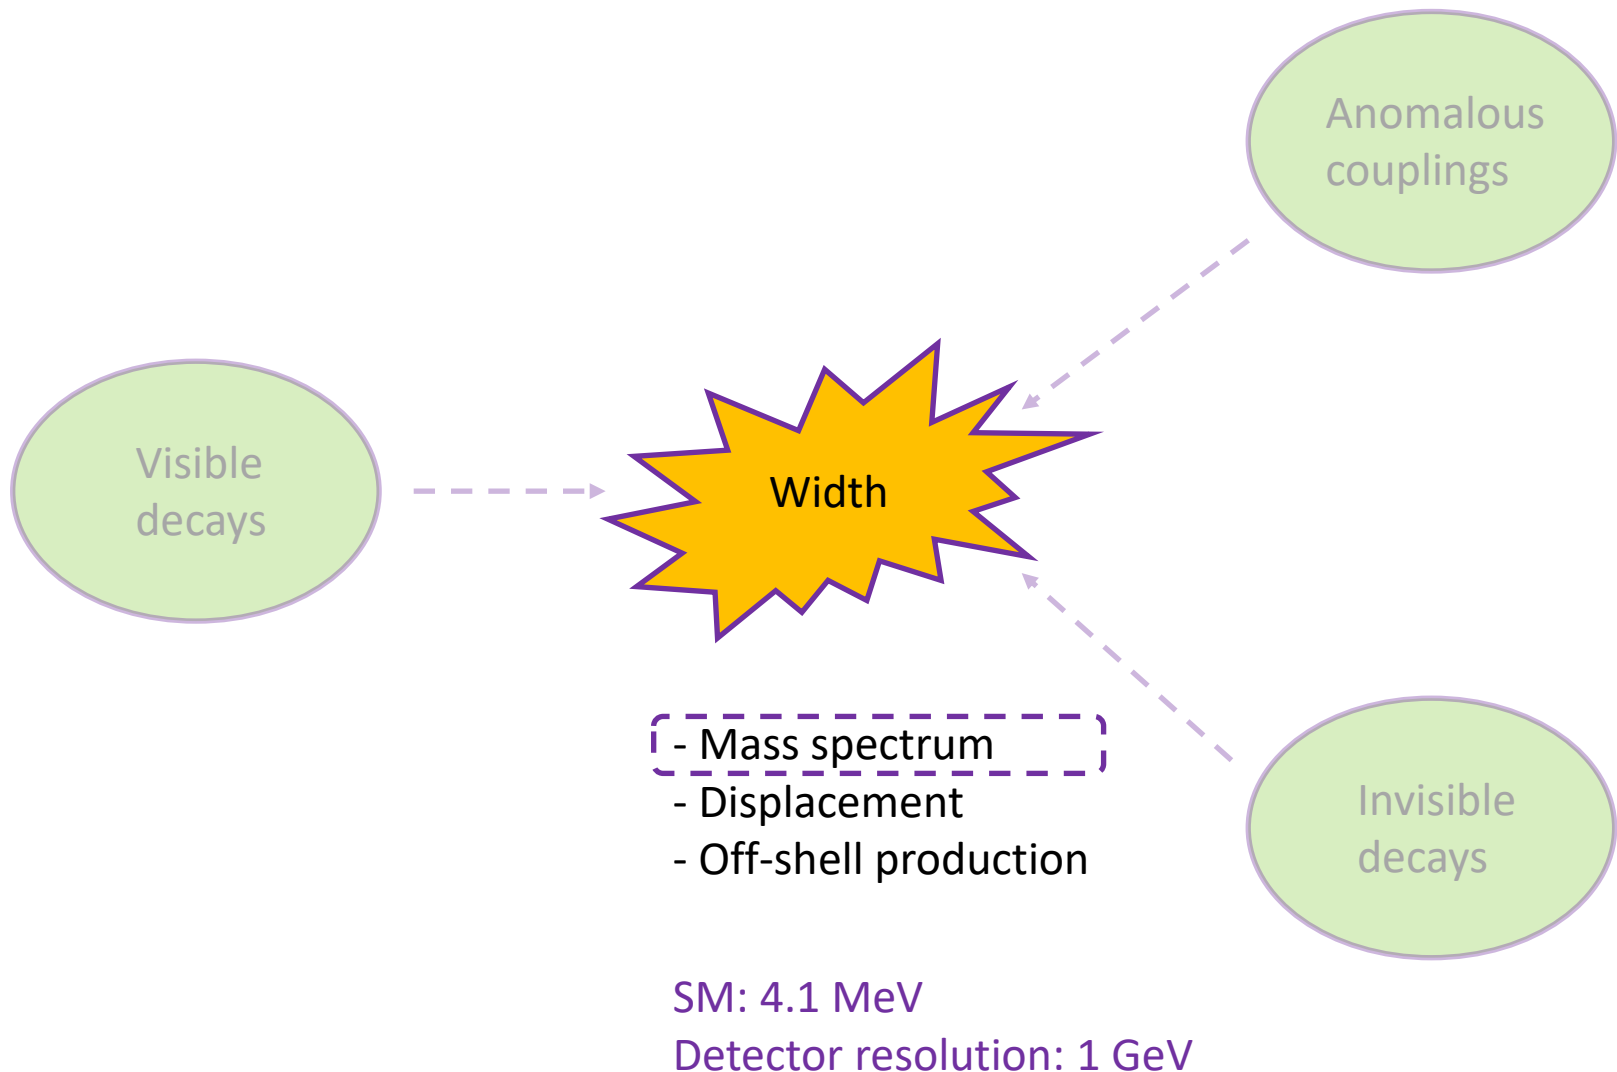 Anomalous
couplings
Visible
decays
Width
- Mass spectrum
- Displacement
- Off-shell production
Invisible
decays
SM: 4.1 MeV
Detector resolution: 1 GeV